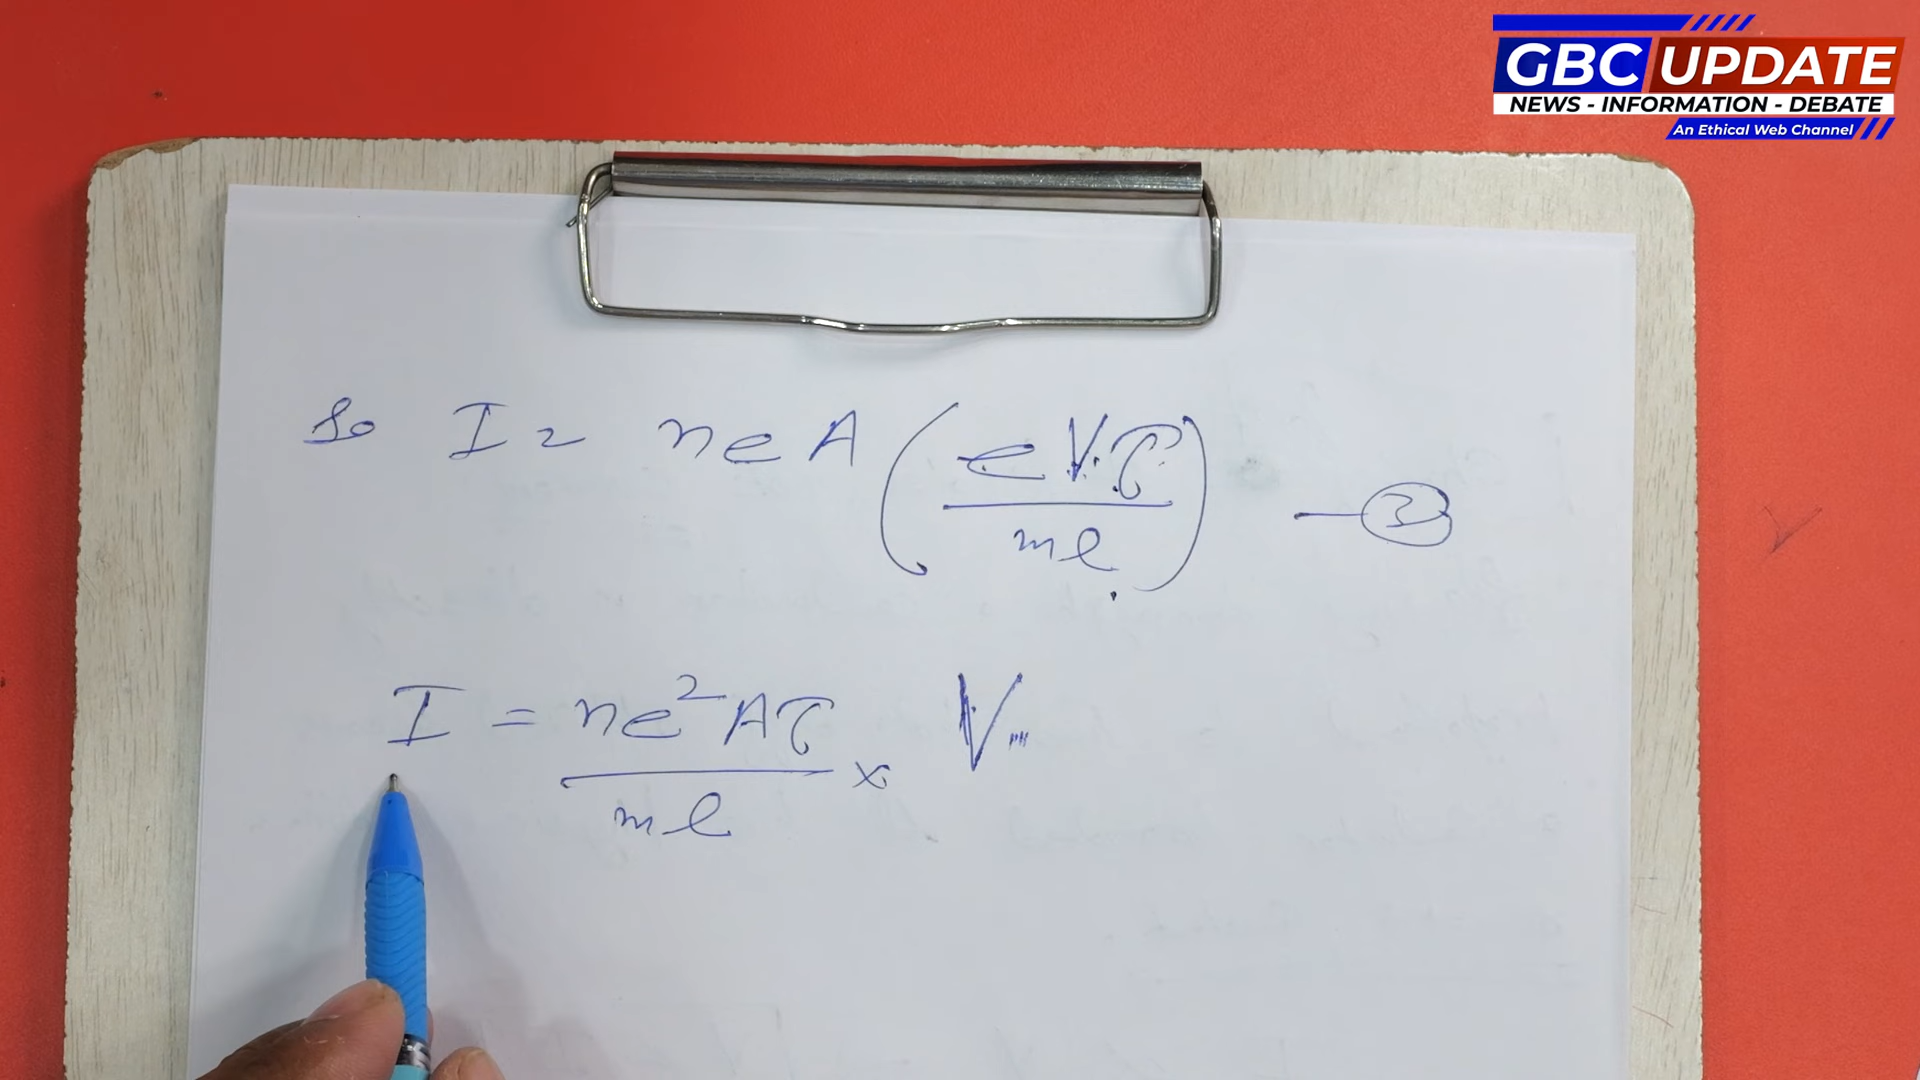 GBC UPDATE
NEWS - INFORMATION - DEBATE
An Ethical Web Channel
So I = neA (eVτ / ml) — ③
I = ne²Aτ / ml × V